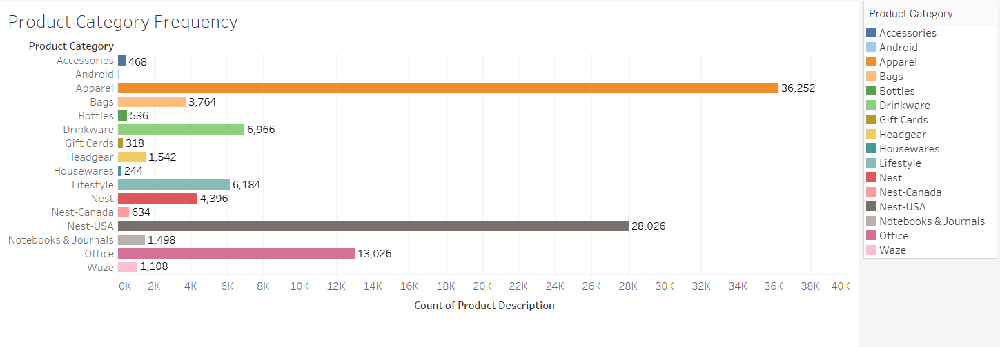 Product Category Frequency
Product Category
Accessories 468
Android
Apparel 36,252
Bags 3,764
Bottles 536
Drinkware 6,966
Gift Cards 318
Headgear 1,542
Housewares 244
Lifestyle 6,184
Nest 4,396
Nest-Canada 634
Nest-USA 28,026
Notebooks & Journals 1,498
Office 13,026
Waze 1,108
0K 2K 4K 6K 8K 10K 12K 14K 16K 18K 20K 22K 24K 26K 28K 30K 32K 34K 36K 38K 40K
Count of Product Description
Product Category
Accessories
Android
Apparel
Bags
Bottles
Drinkware
Gift Cards
Headgear
Housewares
Lifestyle
Nest
Nest-Canada
Nest-USA
Notebooks & Journals
Office
Waze